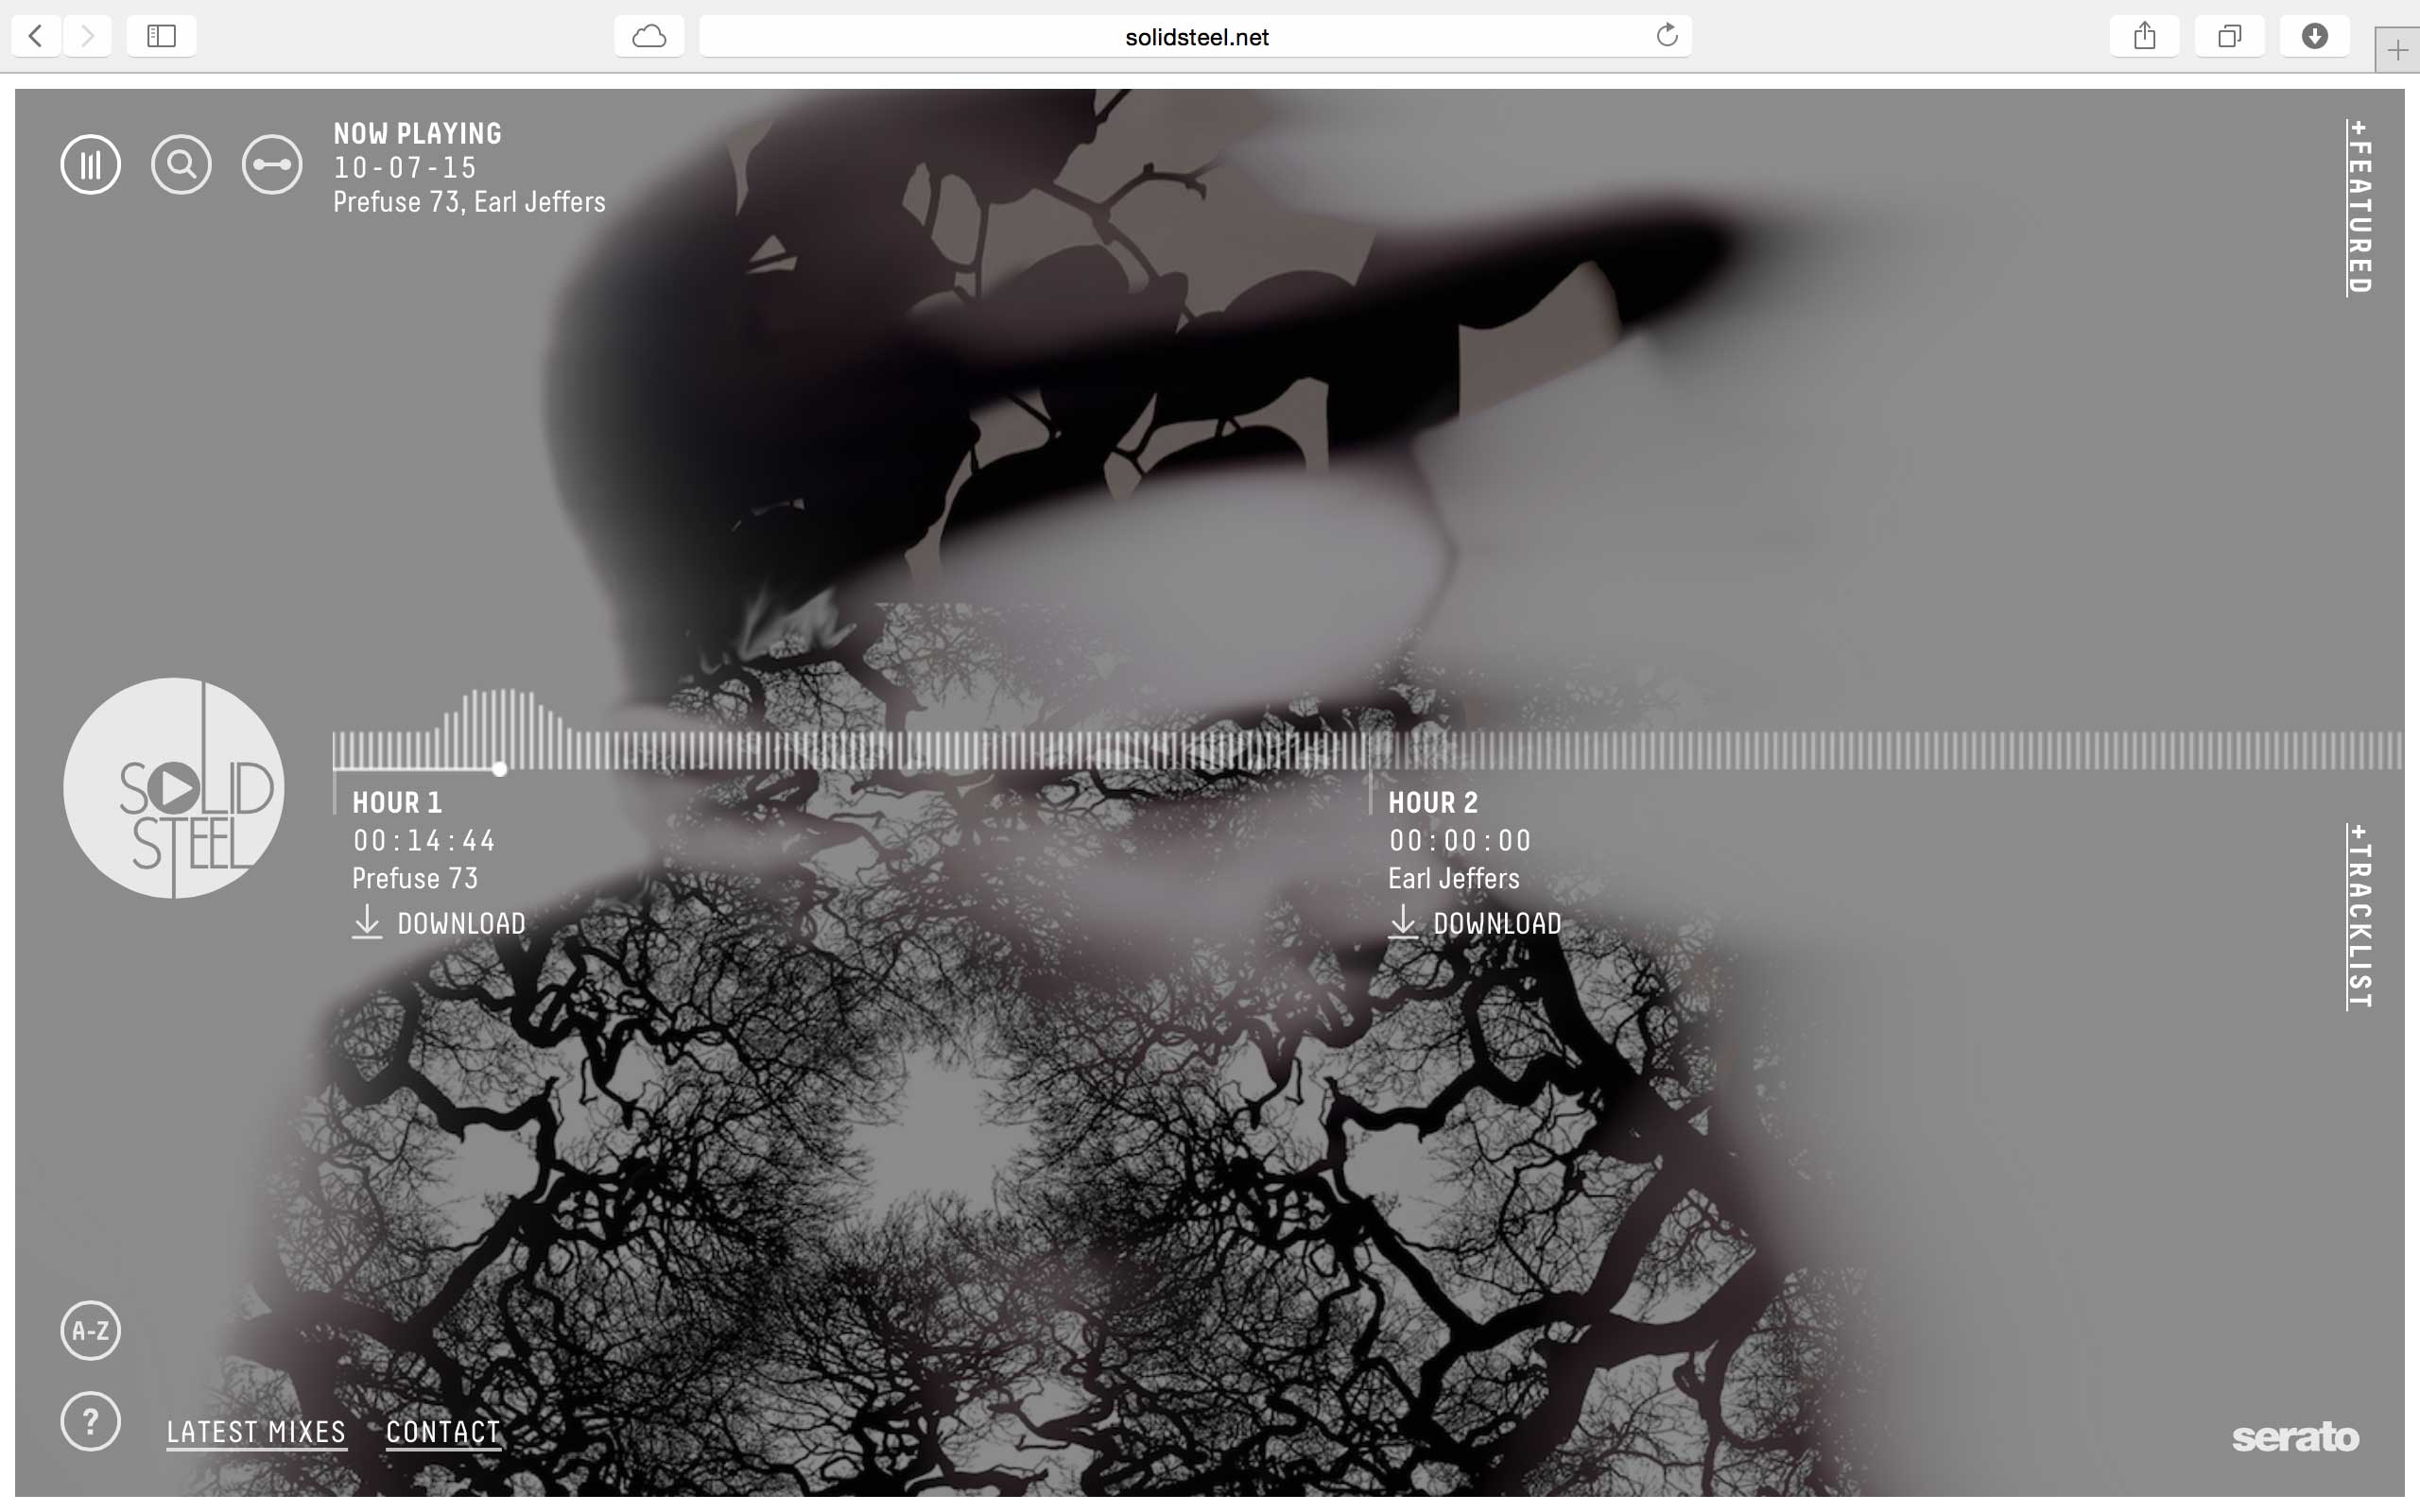 solidsteel.net
NOW PLAYING
10-07-15
Prefuse 73, Earl Jeffers
+FEATURED
SOLID
STEEL
HOUR 1
00:14:44
Prefuse 73
DOWNLOAD
HOUR 2
00:00:00
Earl Jeffers
DOWNLOAD
+TRACKLIST
A-Z
?
LATEST MIXES
CONTACT
serato